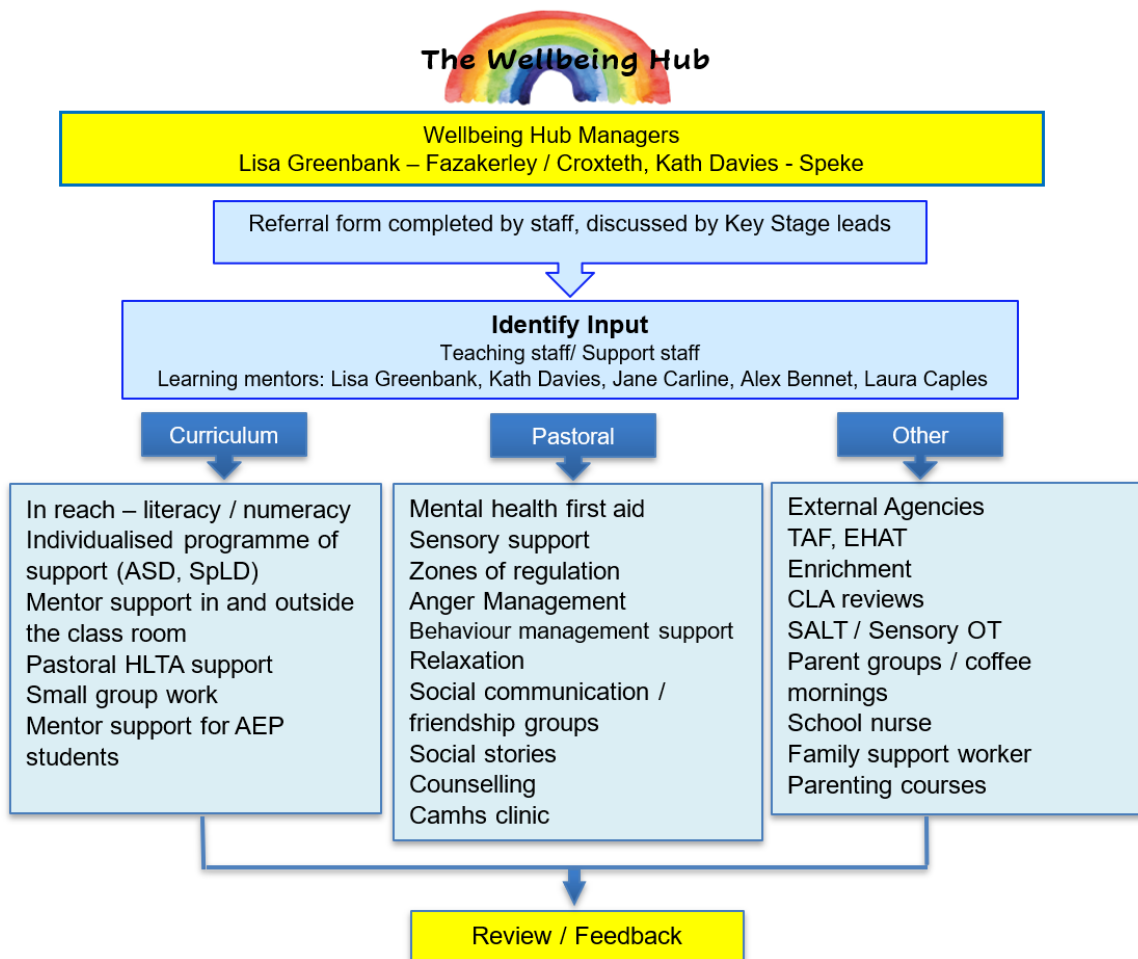 The Wellbeing Hub
Wellbeing Hub Managers
Lisa Greenbank – Fazakerley / Croxteth, Kath Davies - Speke
Referral form completed by staff, discussed by Key Stage leads
Identify Input
Teaching staff/ Support staff
Learning mentors: Lisa Greenbank, Kath Davies, Jane Carline, Alex Bennet, Laura Caples
Curriculum
In reach – literacy / numeracy
Individualised programme of
support (ASD, SpLD)
Mentor support in and outside
the class room
Pastoral HLTA support
Small group work
Mentor support for AEP
students
Pastoral
Mental health first aid
Sensory support
Zones of regulation
Anger Management
Behaviour management support
Relaxation
Social communication /
friendship groups
Social stories
Counselling
Camhs clinic
Other
External Agencies
TAF, EHAT
Enrichment
CLA reviews
SALT / Sensory OT
Parent groups / coffee
mornings
School nurse
Family support worker
Parenting courses
Review / Feedback